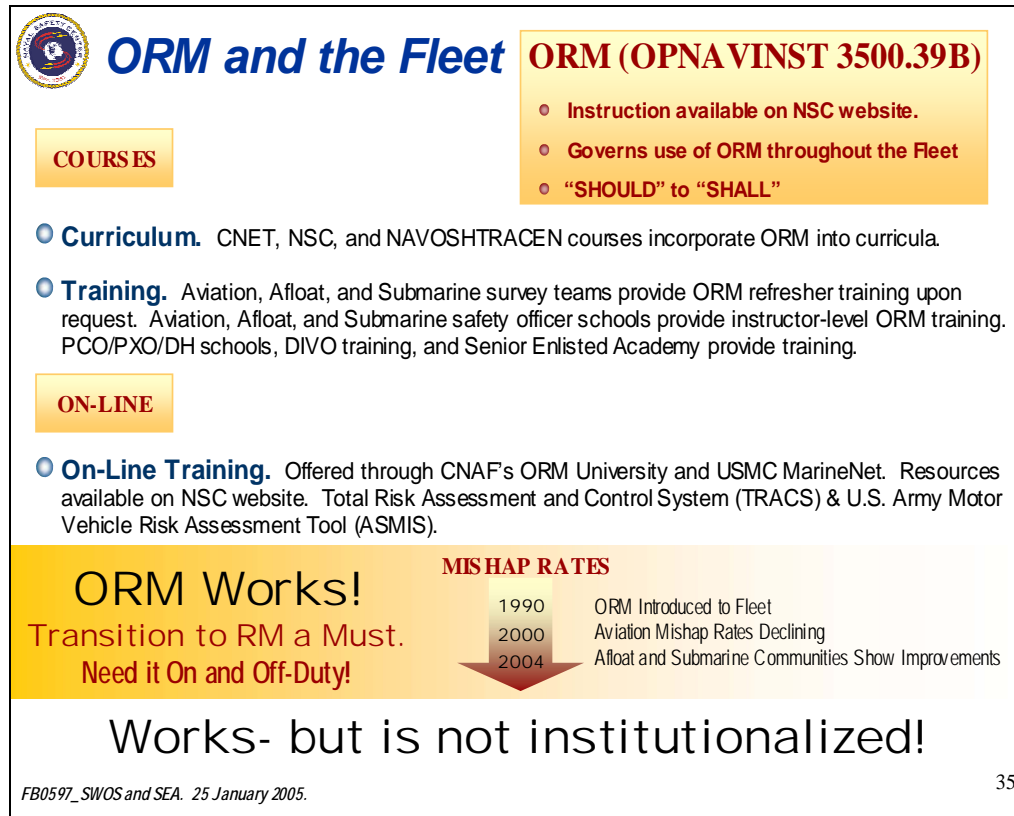 NAVAL SAFETY CENTER
ORM and the Fleet
ORM (OPNAVINST 3500.39B)
Instruction available on NSC website.
Governs use of ORM throughout the Fleet
“SHOULD” to “SHALL”
COURSES
Curriculum. CNET, NSC, and NAVOSHTRACEN courses incorporate ORM into curricula.
Training. Aviation, Afloat, and Submarine survey teams provide ORM refresher training upon
request. Aviation, Afloat, and Submarine safety officer schools provide instructor-level ORM training.
PCO/PXO/DH schools, DIVO training, and Senior Enlisted Academy provide training.
ON-LINE
On-Line Training. Offered through CNAF’s ORM University and USMC MarineNet. Resources
available on NSC website. Total Risk Assessment and Control System (TRACS) & U.S. Army Motor
Vehicle Risk Assessment Tool (ASMIS).
ORM Works!
Transition to RM a Must.
Need it On and Off-Duty!
MISHAP RATES
1990 ORM Introduced to Fleet
2000 Aviation Mishap Rates Declining
2004 Afloat and Submarine Communities Show Improvements
Works- but is not institutionalized!
FB0597_SWOS and SEA. 25 January 2005.
35